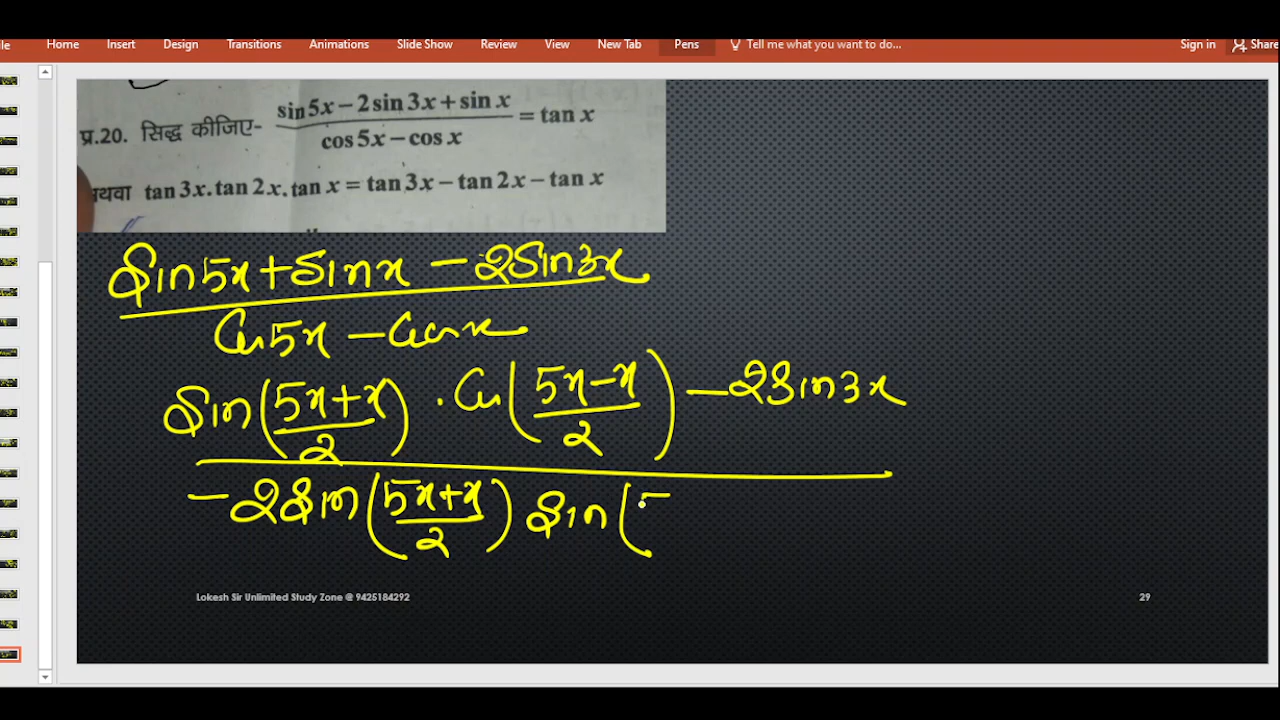 Home Insert Design Transitions Animations Slide Show Review View New Tab Pens Tell me what you want to do... Sign in Share
प्र.20. सिद्ध कीजिए- (sin 5x − 2 sin 3x + sin x)/(cos 5x − cos x) = tan x
tan 3x. tan 2x. tan x = tan 3x − tan 2x − tan x
Sin5x + Sinx − 2Sin3x
Cos5x − Cosx
Sin(5x+x/2) . Cos(5x−x/2) − 2Sin3x
−2Sin(5x+x/2) Sin(5
Lokesh Sir Unlimited Study Zone @ 9425184292
29